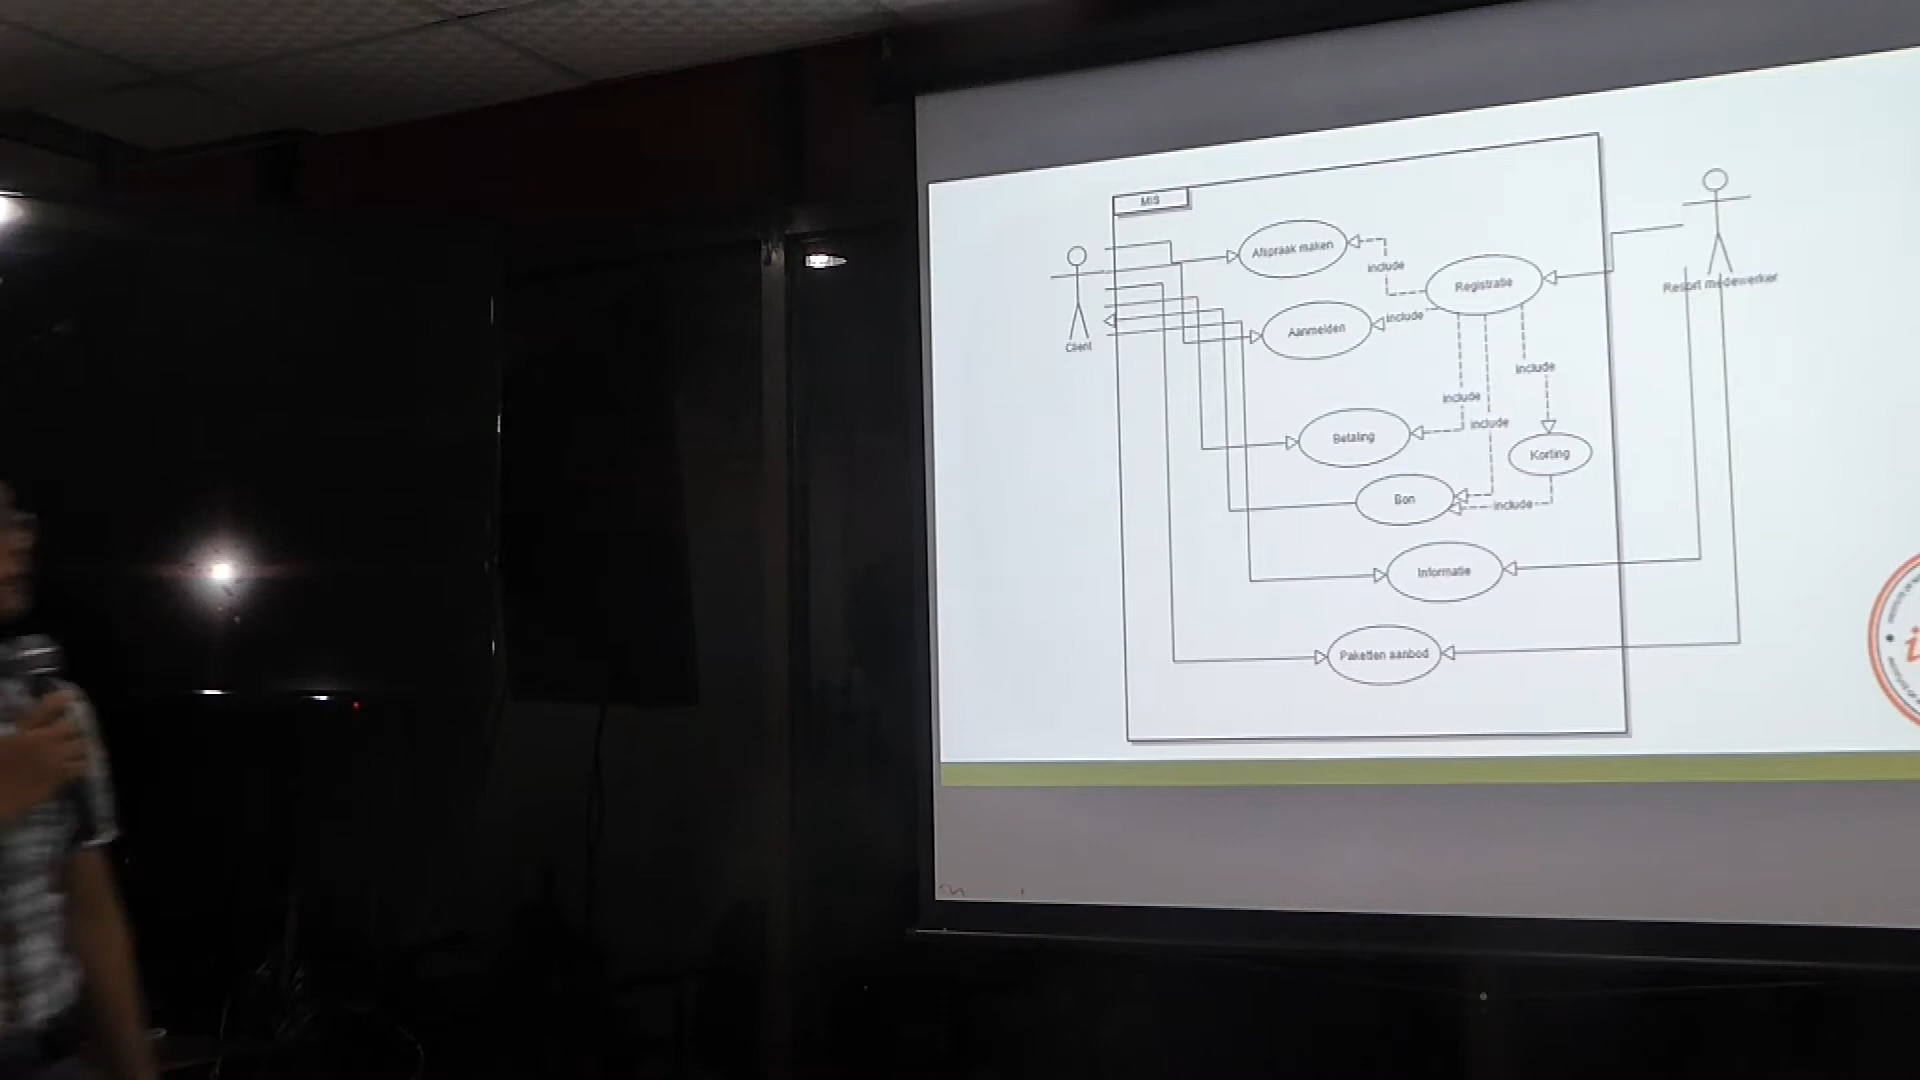 MIS
Afspraak maken
include
Registratie
Resort medewerker
include
Aanmelden
Client
include
include
include
Betaling
Korting
Bon
include
Informatie
Paketten aanbod